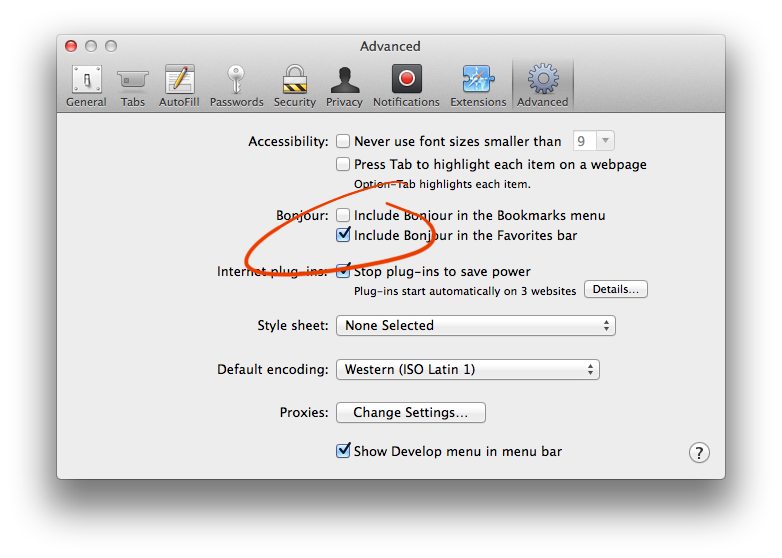 Advanced
General Tabs AutoFill Passwords Security Privacy Notifications Extensions Advanced
Accessibility: Never use font sizes smaller than 9
Press Tab to highlight each item on a webpage
Option-Tab highlights each item.
Bonjour: Include Bonjour in the Bookmarks menu
Include Bonjour in the Favorites bar
Internet plug-ins: Stop plug-ins to save power
Plug-ins start automatically on 3 websites Details...
Style sheet: None Selected
Default encoding: Western (ISO Latin 1)
Proxies: Change Settings...
Show Develop menu in menu bar ?